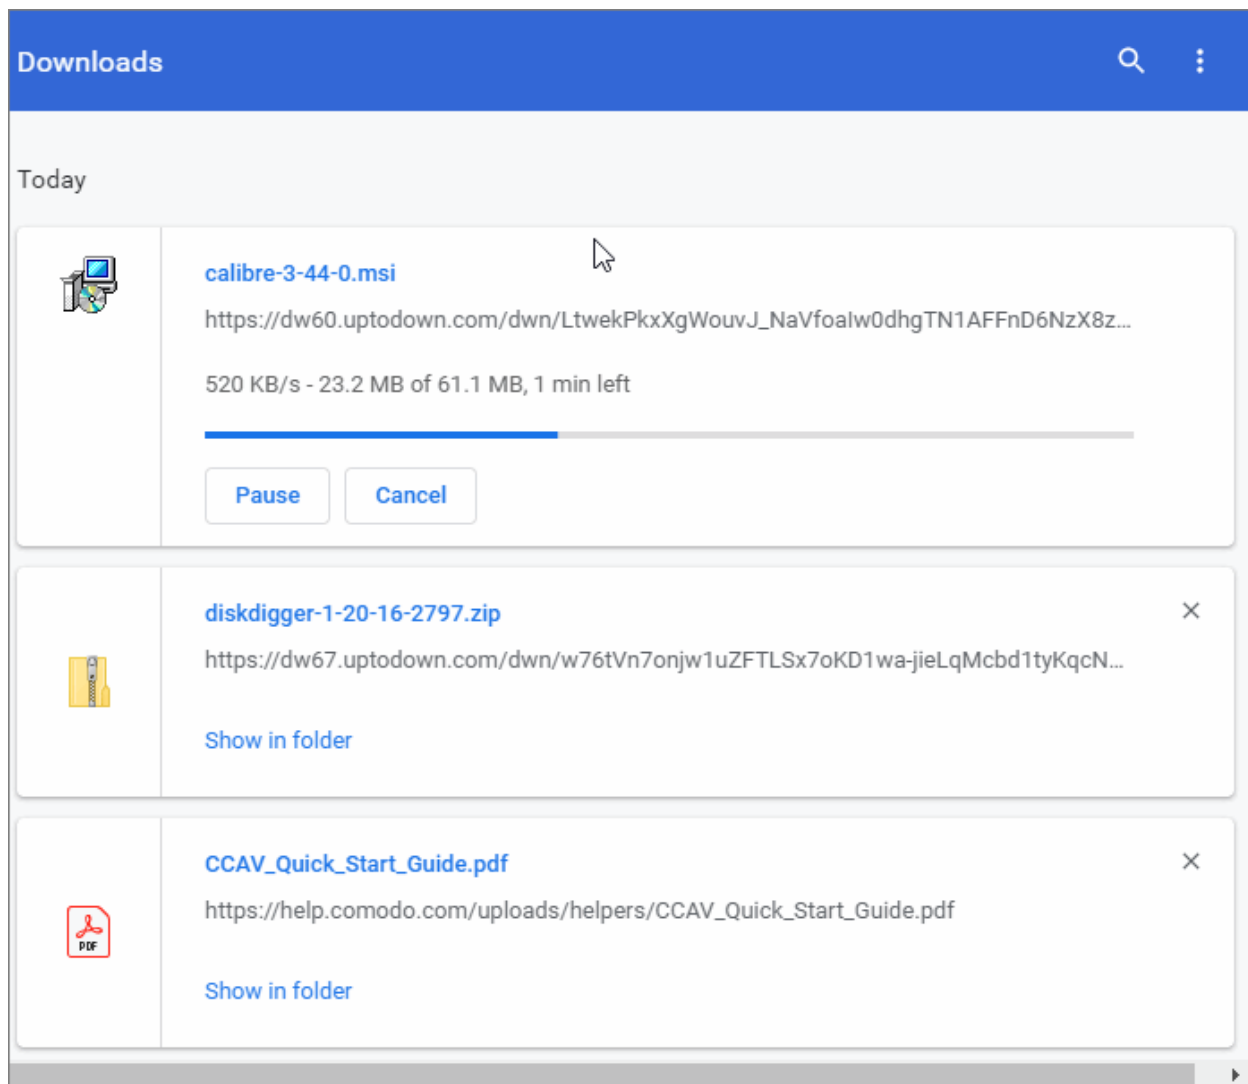 Downloads
Today
calibre-3-44-0.msi
https://dw60.uptodown.com/dwn/LtwekPkxXgWouvJ_NaVfoaIw0dhgTN1AFFnD6NzX8z...
520 KB/s - 23.2 MB of 61.1 MB, 1 min left
Pause Cancel
diskdigger-1-20-16-2797.zip
https://dw67.uptodown.com/dwn/w76tVn7onjw1uZFTLSx7oKD1wa-jieLqMcbd1tyKqcN...
Show in folder
CCAV_Quick_Start_Guide.pdf
https://help.comodo.com/uploads/helpers/CCAV_Quick_Start_Guide.pdf
PDF
Show in folder